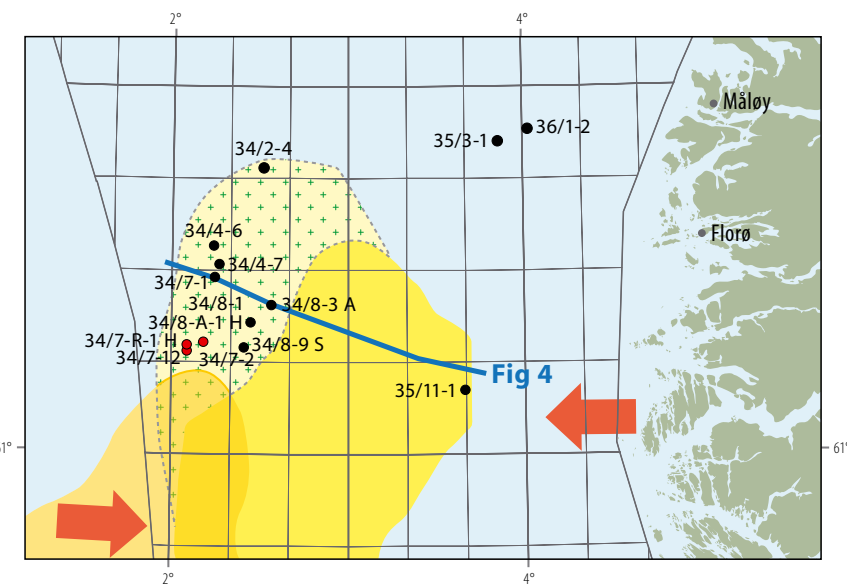 2° 4°
Måløy
36/1-2
35/3-1
34/2-4
34/4-6
Florø
34/4-7
34/7-1
34/8-1 34/8-3 A
34/8-A-1 H
34/7-R-1 H
34/8-9 S
34/7-12 34/7-2
Fig 4
35/11-1
1° 61°
2° 4°